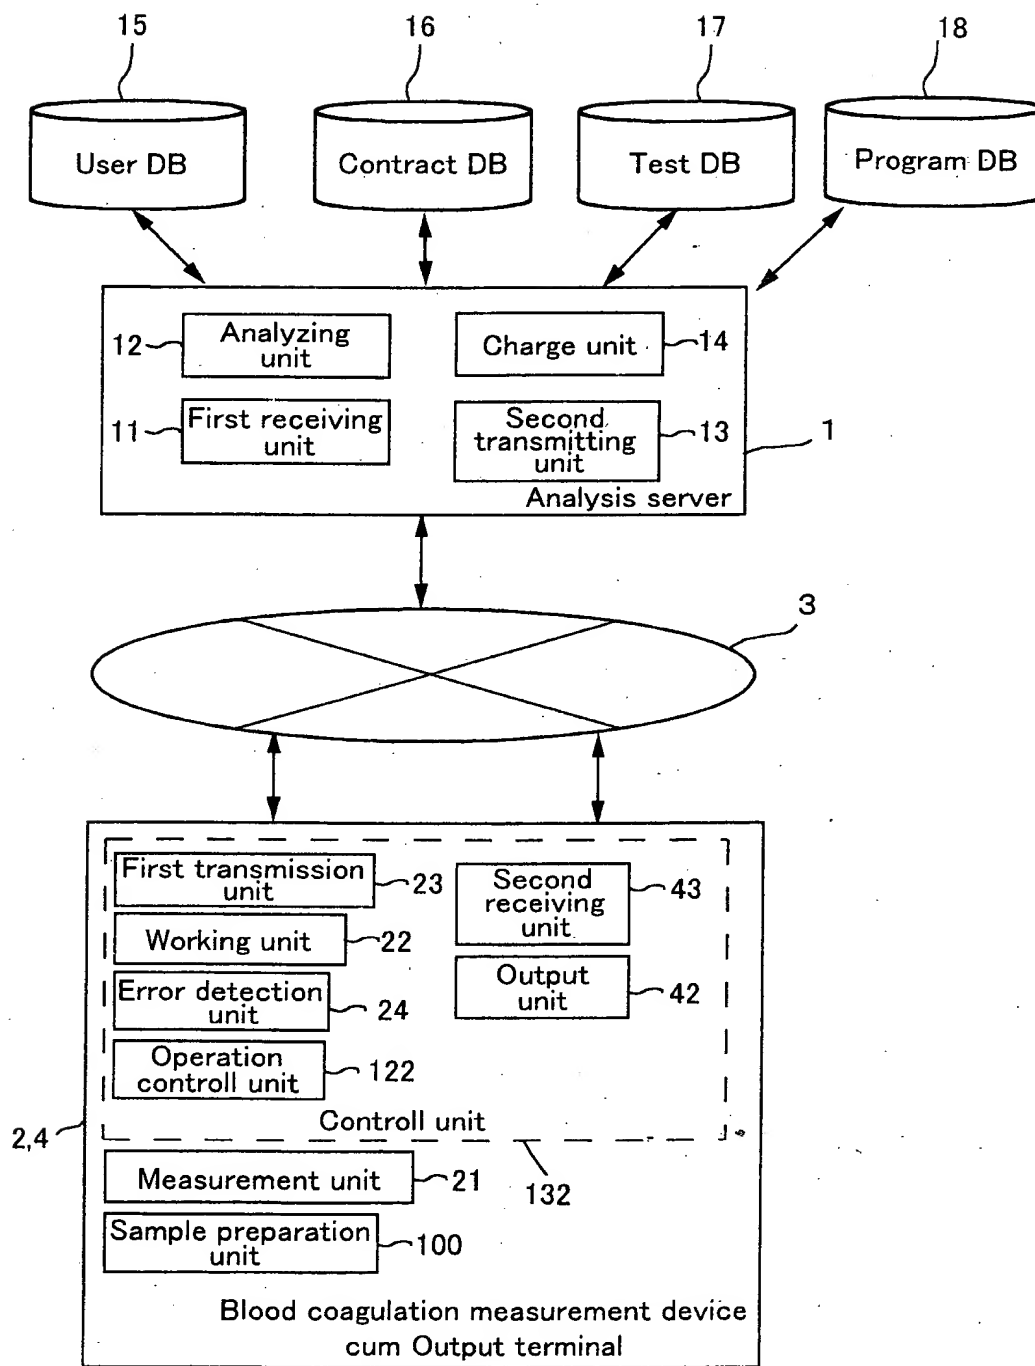 15
16
17
18
User DB
Contract DB
Test DB
Program DB
12
Analyzing
unit
Charge unit
14
11
First receiving
unit
Second
transmitting
unit
13
1
Analysis server
3
First transmission
unit
23
Second
receiving
unit
43
Working unit
22
Error detection
unit
24
Output
unit
42
Operation
controll unit
122
Controll unit
2,4
132
Measurement unit
21
Sample preparation
unit
100
Blood coagulation measurement device
cum Output terminal